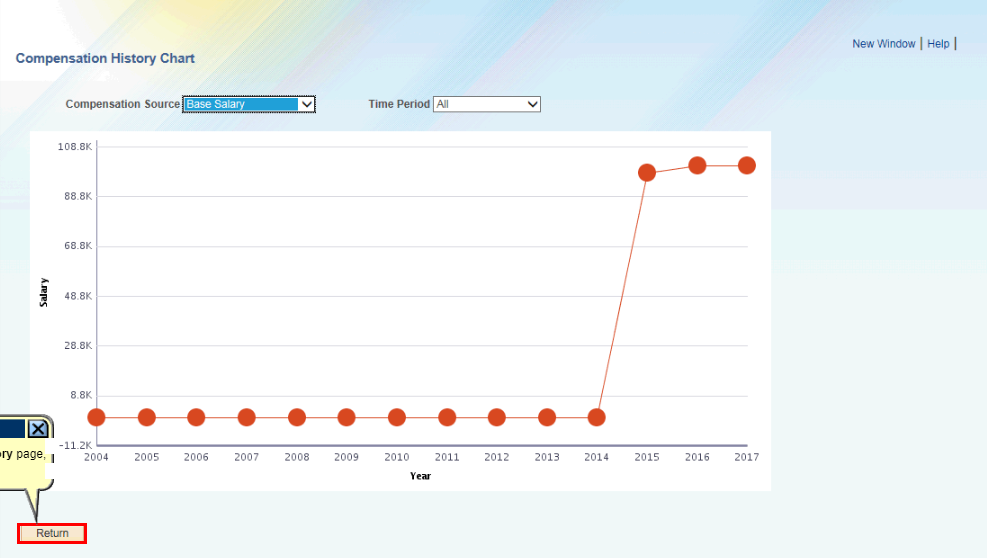 New Window | Help |
Compensation History Chart
Compensation Source Base Salary Time Period All
108.8K
88.8K
68.8K
48.8K
28.8K
8.8K
-11.2K
Salary
2004 2005 2006 2007 2008 2009 2010 2011 2012 2013 2014 2015 2016 2017
Year
page,
Return